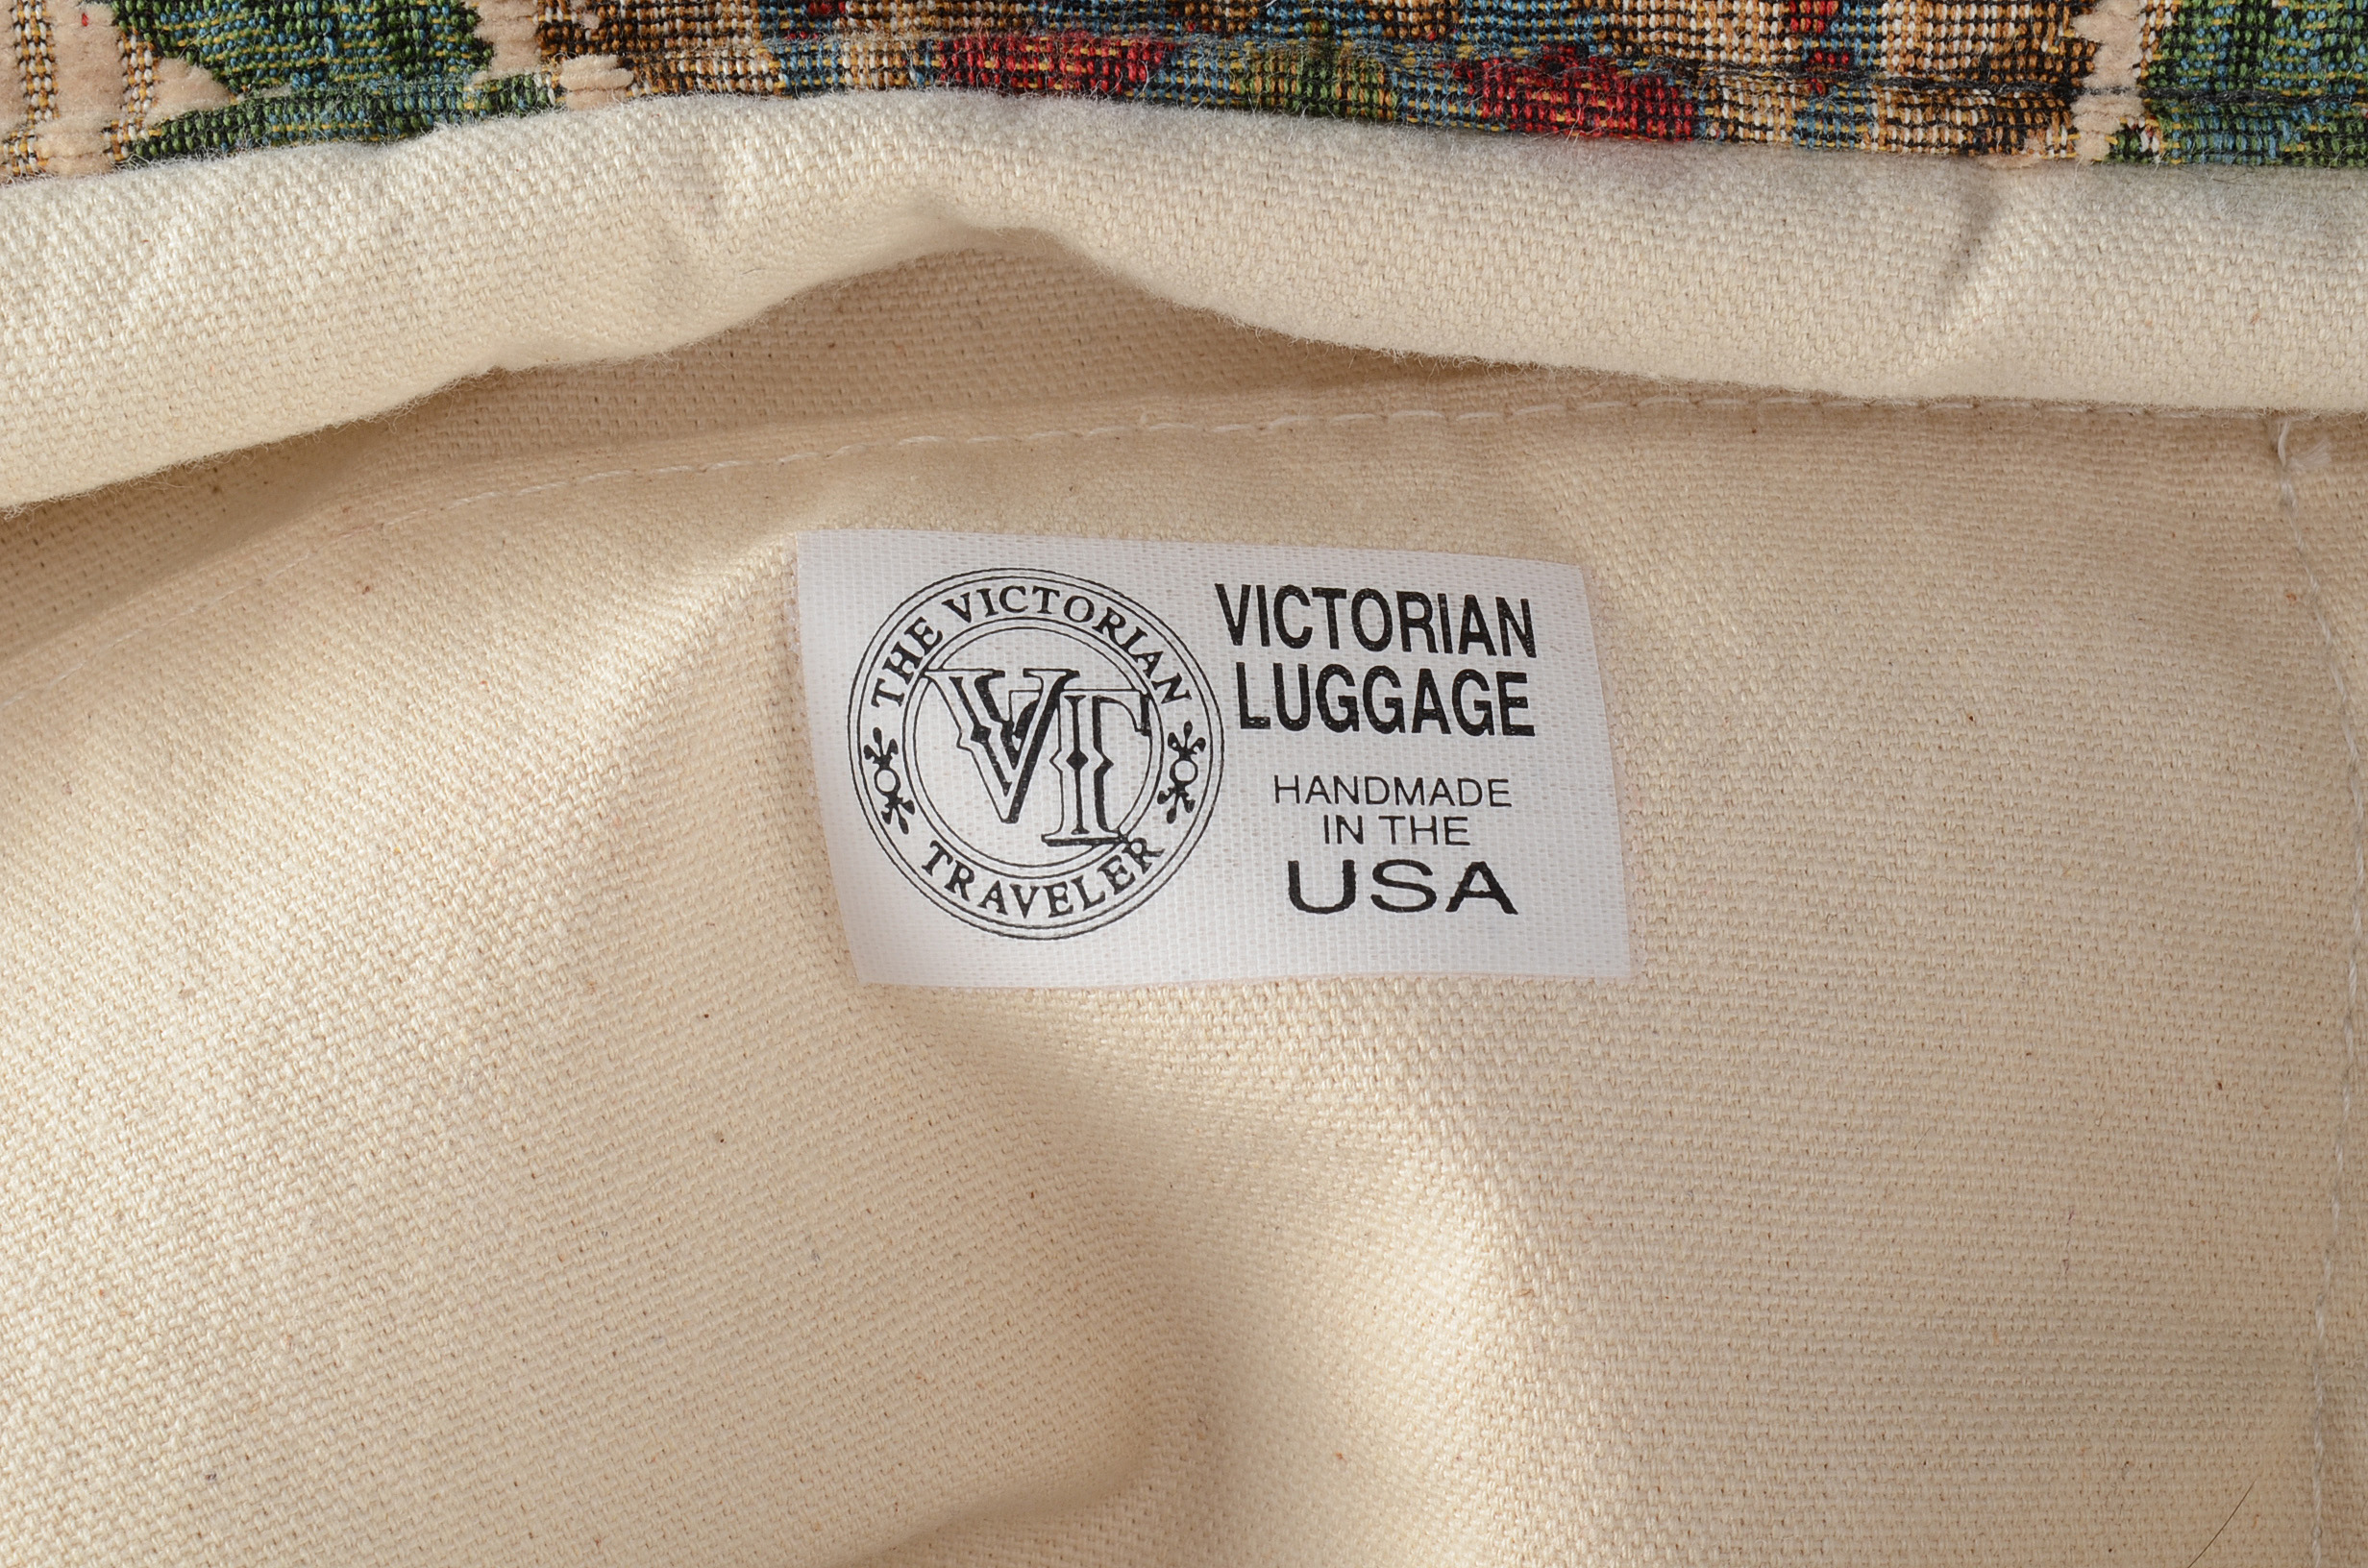 THE VICTORIAN
VT
TRAVELER
VICTORIAN
LUGGAGE
HANDMADE
IN THE
USA